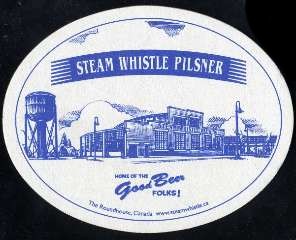 STEAM WHISTLE PILSNER
HOME OF THE
Good Beer
FOLKS!
The Roundhouse, Canada www.steamwhistle.ca